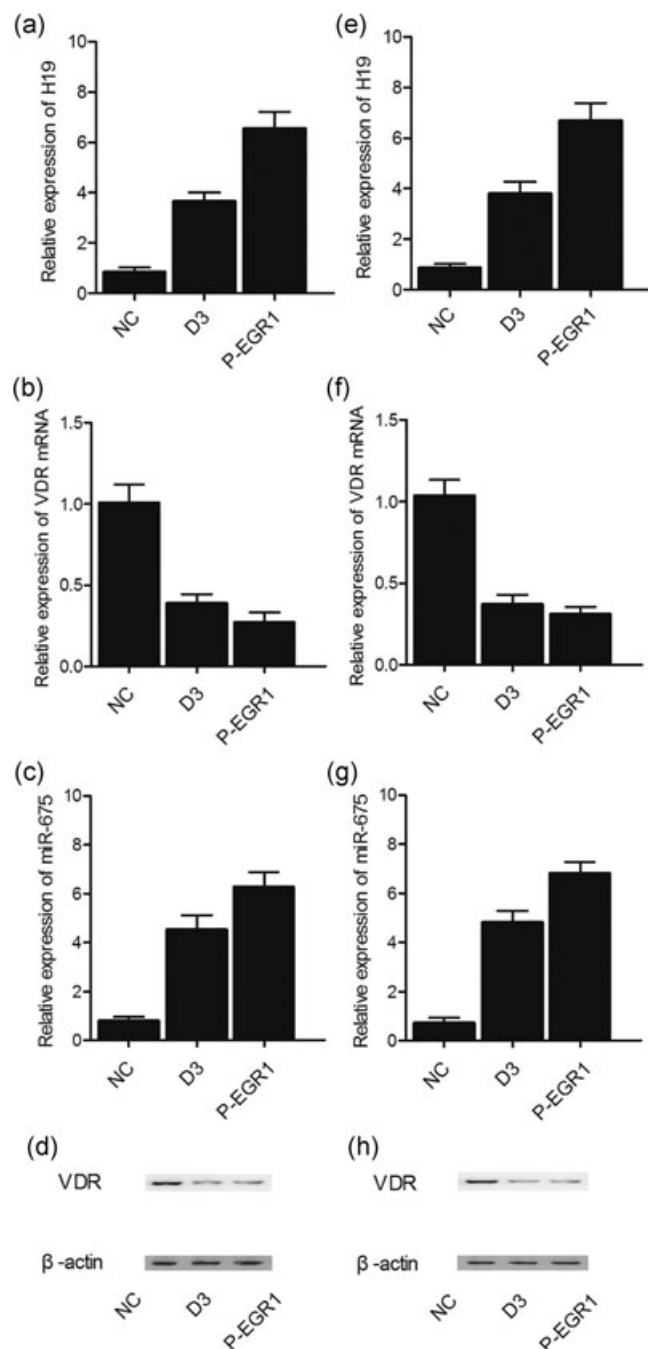 (a)
Relative expression of H19
10
8
6
4
2
0
NC
D3
P-EGR1
(e)
Relative expression of H19
10
8
6
4
2
0
NC
D3
P-EGR1
(b)
Relative expression of VDR mRNA
1.5
1.0
0.5
0.0
NC
D3
P-EGR1
(f)
Relative expression of VDR mRNA
1.5
1.0
0.5
0.0
NC
D3
P-EGR1
(c)
Relative expression of miR-675
10
8
6
4
2
0
NC
D3
P-EGR1
(g)
Relative expression of miR-675
10
8
6
4
2
0
NC
D3
P-EGR1
(d)
VDR
β -actin
NC
D3
P-EGR1
(h)
VDR
β -actin
NC
D3
P-EGR1